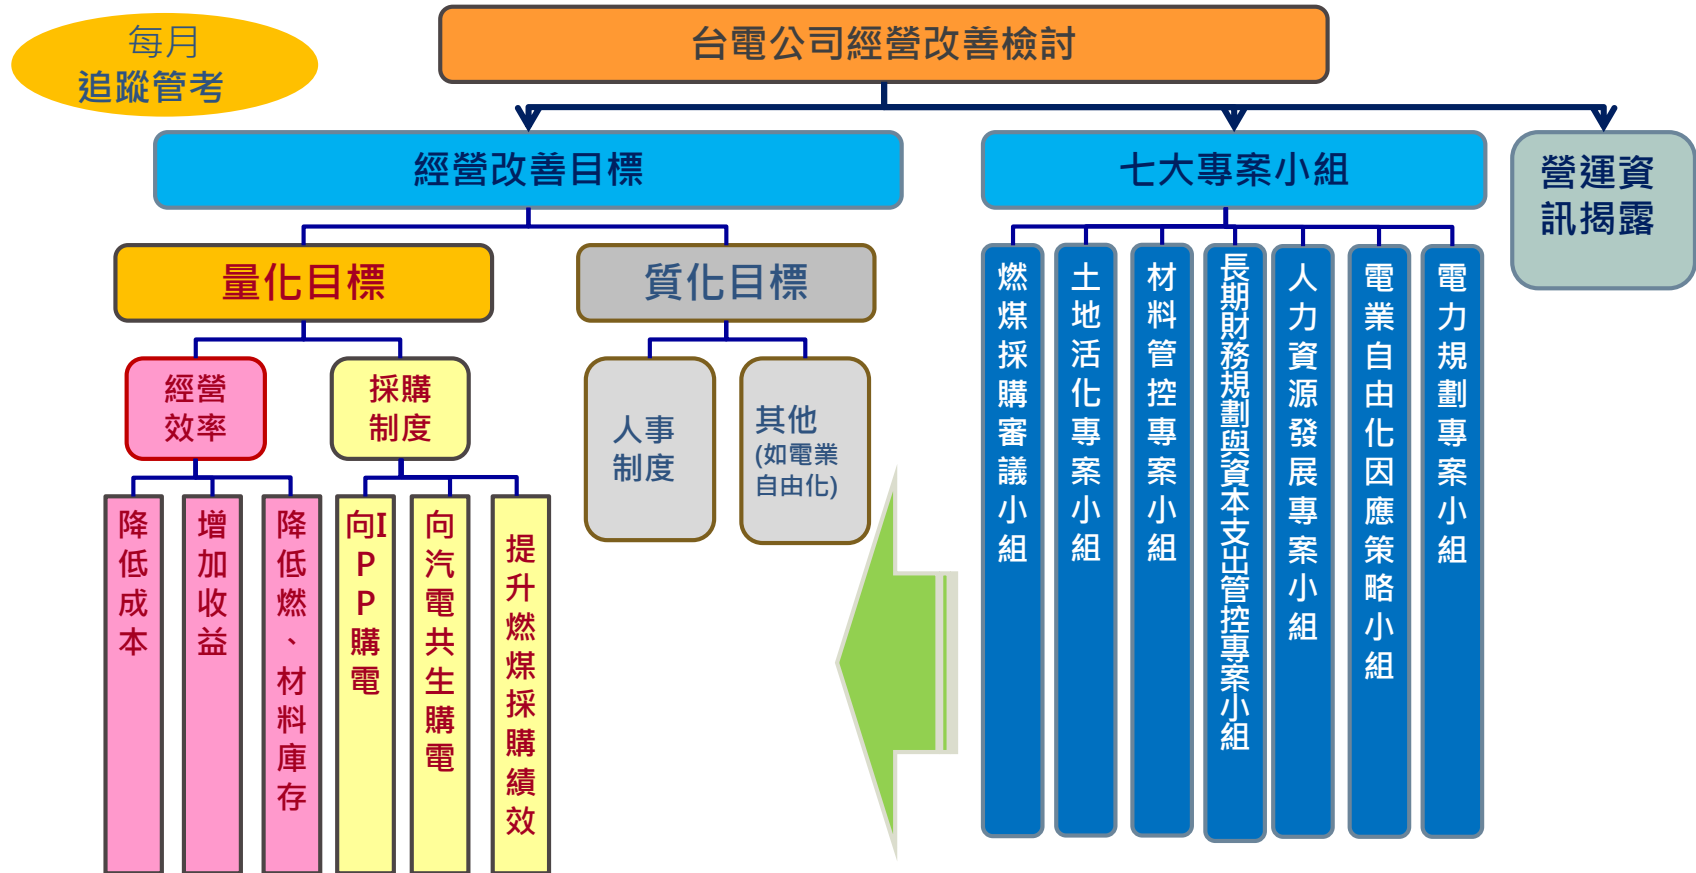 每月
追蹤管考
台電公司經營改善檢討
經營改善目標
七大專案小組
營運資
訊揭露
量化目標
質化目標
經營
效率
採購
制度
人事
制度
其他
(如電業
自由化)
降低成本
增加收益
降低燃、材料庫存
向IPP購電
向汽電共生購電
提升燃煤採購績效
燃煤採購審議小組
土地活化專案小組
材料管控專案小組
長期財務規劃與資本支出管控專案小組
人力資源發展專案小組
電業自由化因應策略小組
電力規劃專案小組